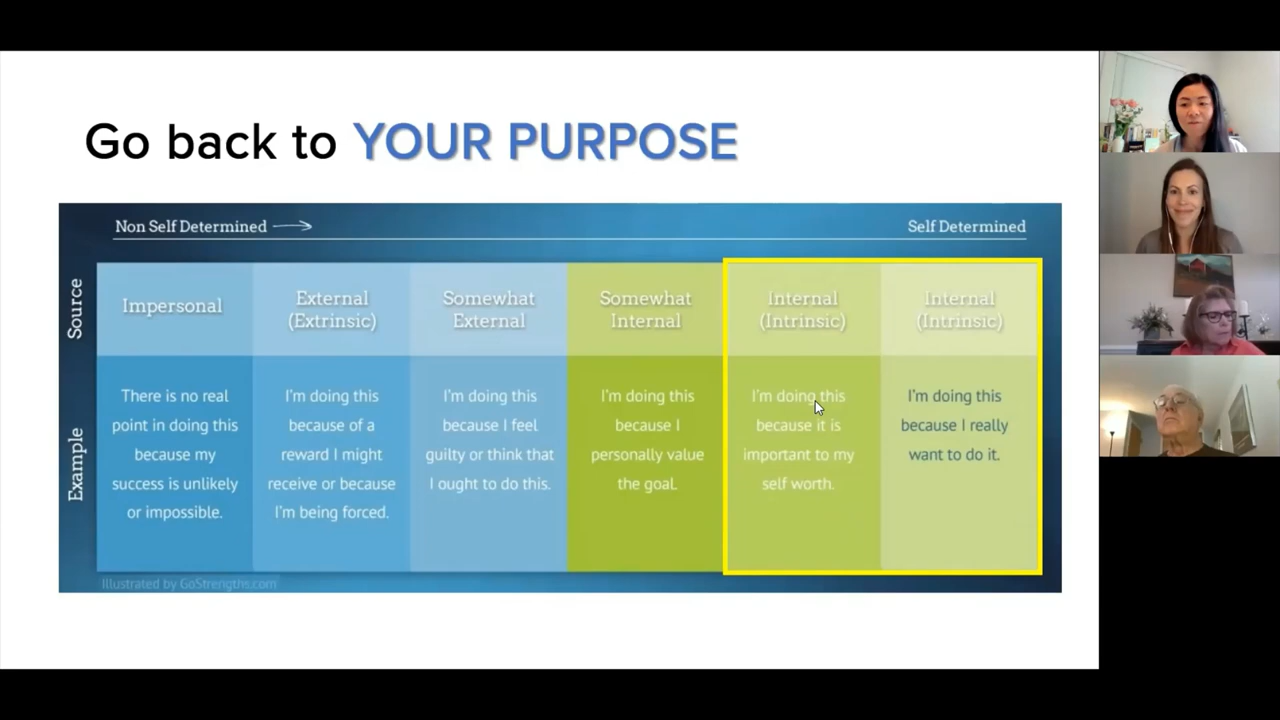 Go back to YOUR PURPOSE
Non Self Determined
Self Determined
Source
Impersonal
External
(Extrinsic)
Somewhat
External
Somewhat
Internal
Internal
(Intrinsic)
Internal
(Intrinsic)
Example
There is no real
point in doing this
because my
success is unlikely
or impossible.
I'm doing this
because of a
reward I might
receive or because
I'm being forced.
I'm doing this
because I feel
guilty or think that
I ought to do this.
I'm doing this
because I
personally value
the goal.
I'm doing this
because it is
important to my
self worth.
I'm doing this
because I really
want to do it.
Illustrated by GoStrengths.com